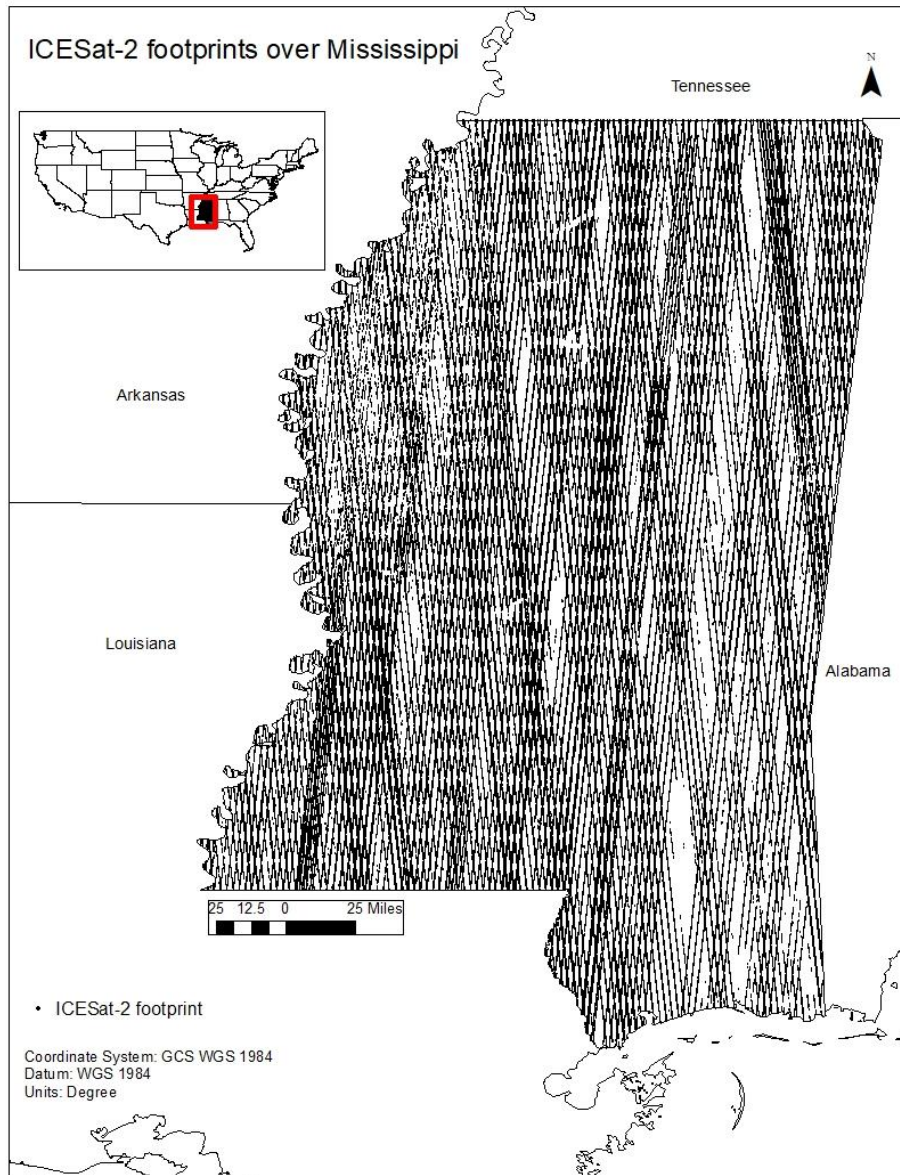 ICESat-2 footprints over Mississippi
N
Tennessee
Arkansas
Louisiana
Alabama
25 12.5 0 25 Miles
• ICESat-2 footprint
Coordinate System: GCS WGS 1984
Datum: WGS 1984
Units: Degree